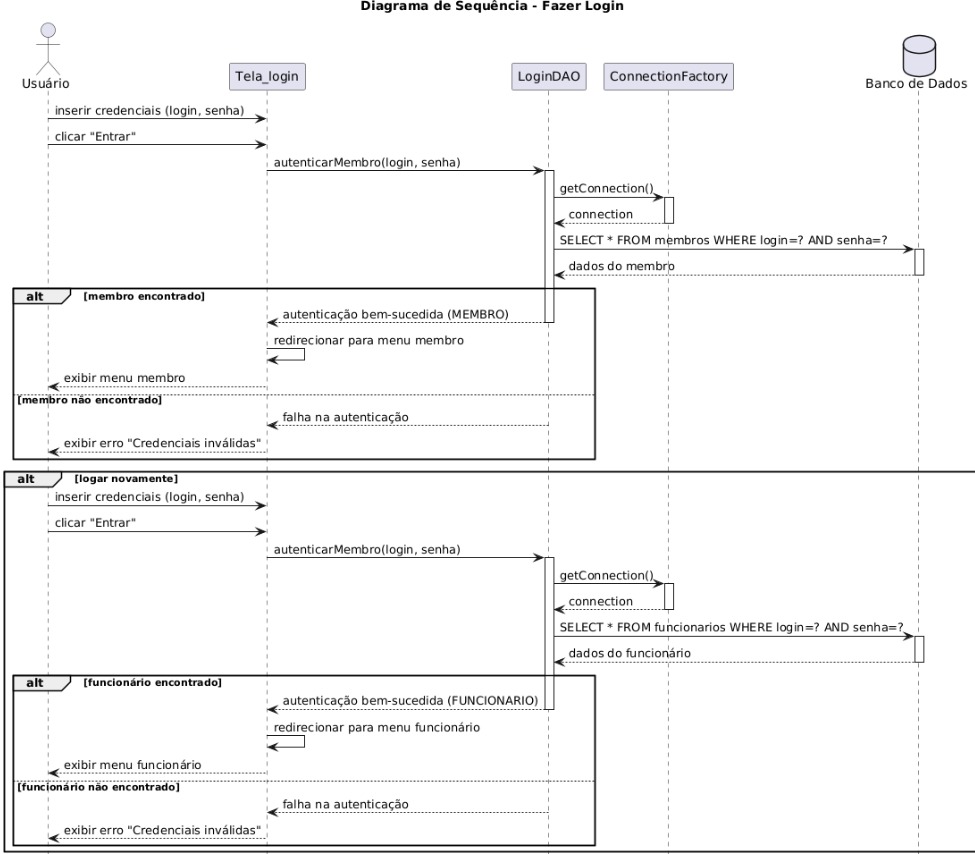 Diagrama de Sequência - Fazer Login
Usuário
Tela_login
LoginDAO
ConnectionFactory
Banco de Dados
inserir credenciais (login, senha)
clicar "Entrar"
autenticarMembro(login, senha)
getConnection()
connection
SELECT * FROM membros WHERE login=? AND senha=?
dados do membro
alt [membro encontrado]
autenticação bem-sucedida (MEMBRO)
redirecionar para menu membro
exibir menu membro
[membro não encontrado]
falha na autenticação
exibir erro "Credenciais inválidas"
alt [logar novamente]
inserir credenciais (login, senha)
clicar "Entrar"
autenticarMembro(login, senha)
getConnection()
connection
SELECT * FROM funcionarios WHERE login=? AND senha=?
dados do funcionário
alt [funcionário encontrado]
autenticação bem-sucedida (FUNCIONARIO)
redirecionar para menu funcionário
exibir menu funcionário
[funcionário não encontrado]
falha na autenticação
exibir erro "Credenciais inválidas"